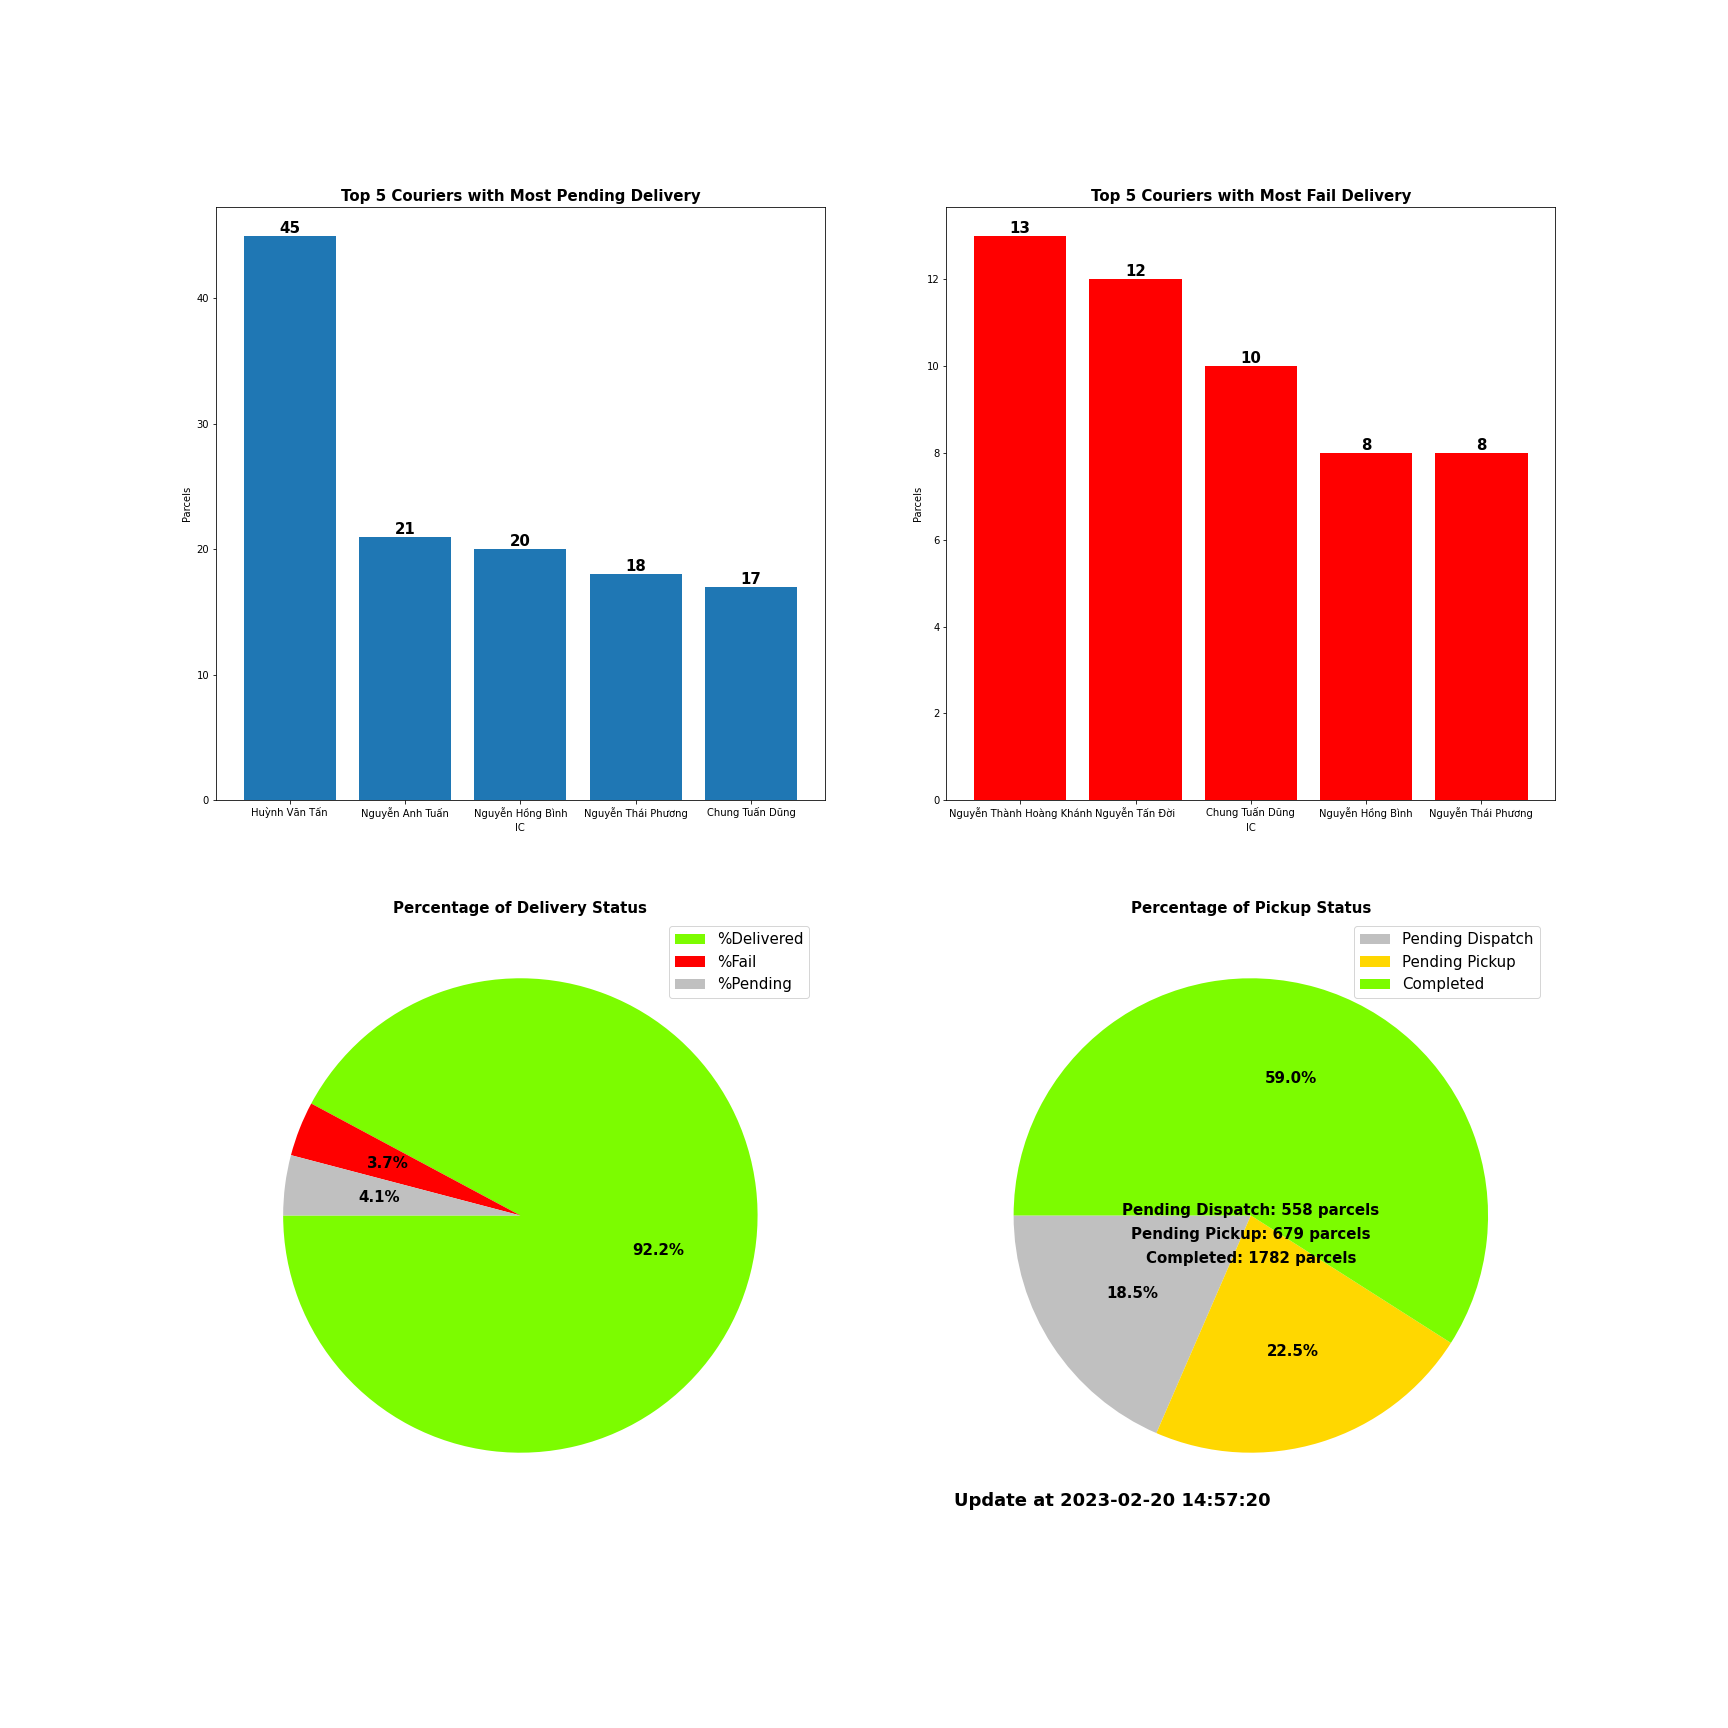 Top 5 Couriers with Most Pending Delivery
45
21
20
18
17
40
30
20
10
0
Parcels
Huỳnh Văn Tấn
Nguyễn Anh Tuấn
Nguyễn Hồng Bình
Nguyễn Thái Phương
Chung Tuấn Dũng
IC
Top 5 Couriers with Most Fail Delivery
13
12
10
8
8
12
10
8
6
4
2
0
Parcels
Nguyễn Thành Hoàng Khánh
Nguyễn Tấn Đời
Chung Tuấn Dũng
Nguyễn Hồng Bình
Nguyễn Thái Phương
IC
Percentage of Delivery Status
%Delivered
%Fail
%Pending
3.7%
4.1%
92.2%
Percentage of Pickup Status
Pending Dispatch
Pending Pickup
Completed
59.0%
Pending Dispatch: 558 parcels
Pending Pickup: 679 parcels
Completed: 1782 parcels
18.5%
22.5%
Update at 2023-02-20 14:57:20